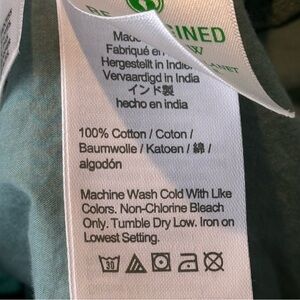 Made
Fabriqué en
Hergestellt in Indien
Vervaardigd in India
インド製
hecho en india
100% Cotton / Coton /
Baumwolle / Katoen / 綿 /
algodón
Machine Wash Cold With Like
Colors. Non-Chlorine Bleach
Only. Tumble Dry Low. Iron on
Lowest Setting.
30